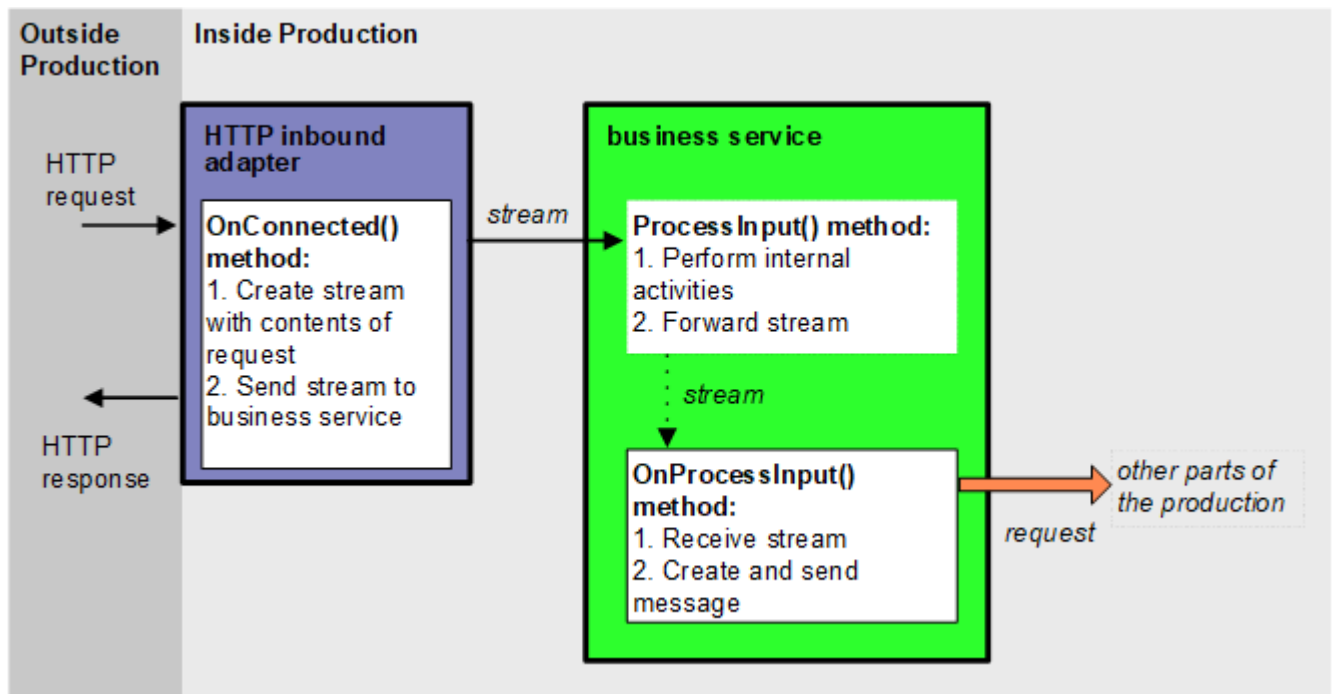 Outside
Production
Inside Production
HTTP
request
HTTP inbound
adapter
OnConnected()
method:
1. Create stream
with contents of
request
2. Send stream to
business service
HTTP
response
stream
business service
ProcessInput() method:
1. Perform internal
activities
2. Forward stream
stream
OnProcessInput()
method:
1. Receive stream
2. Create and send
message
request
other parts of
the production